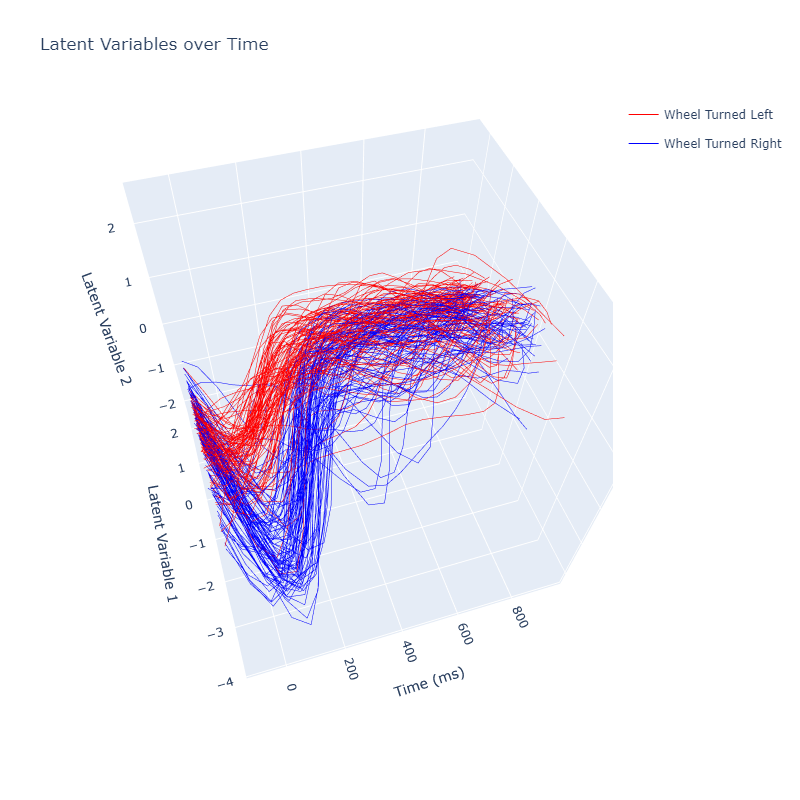 Latent Variables over Time
Wheel Turned Left
Wheel Turned Right
2
1
0
−1
−2
Latent Variable 2
2
1
0
−1
−2
−3
−4
Latent Variable 1
0
200
400
600
800
Time (ms)